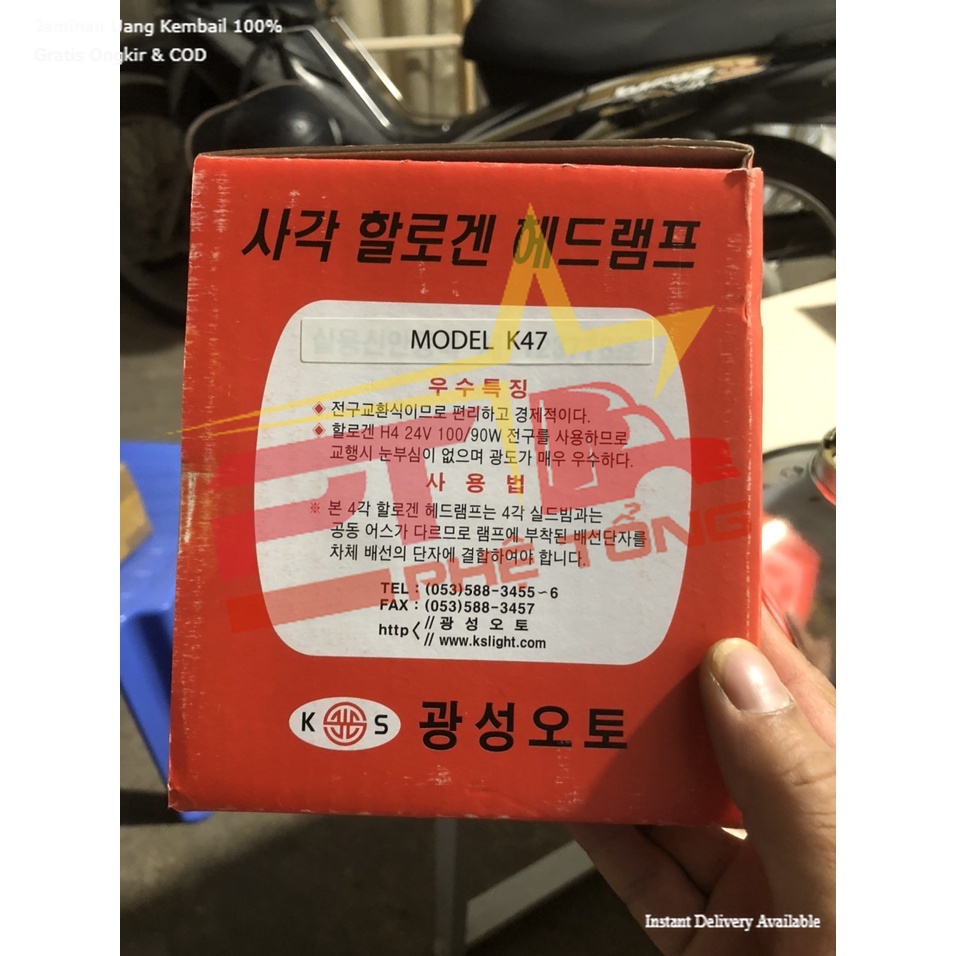 Jaminan Uang Kembail 100%
Gratis Ongkir & COD
사각 할로겐 헤드램프
MODEL K47
우수특징
◆ 전구교환식이므로 편리하고 경제적이다.
◆ 할로겐 H4 24V 100/90W 전구를 사용하므로
교행시 눈부심이 없으며 광도가 매우 우수하다.
사 용 법
※ 본 4각 할로겐 헤드램프는 4각 실드빔과는
공동 어스가 다르므로 램프에 부착된 배선단자를
차체 배선의 단자에 결합하여야 합니다.
PHỆ TÔNG
TEL : (053)588-3455~6
FAX : (053)588-3457
http < // 광 성 오 토
// www.kslight.com
K S 광성오토
Instant Delivery Available